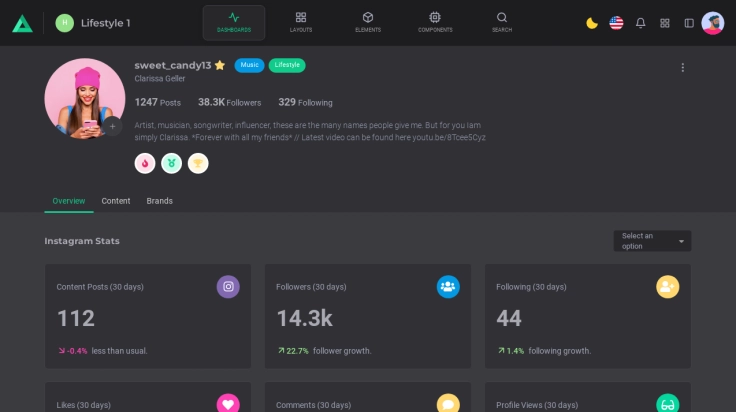 H Lifestyle 1
DASHBOARDS LAYOUTS ELEMENTS COMPONENTS SEARCH
sweet_candy13 Music Lifestyle
Clarissa Geller
1247 Posts 38.3K Followers 329 Following
Artist, musician, songwriter, influencer, these are the many names people give me. But for you Iam
simply Clarissa. *Forever with all my friends* // Latest video can be found here youtu.be/8Tcee5Cyz
Overview Content Brands
Instagram Stats
Select an
option
Content Posts (30 days) Followers (30 days) Following (30 days)
112 14.3k 44
-0.4% less than usual. 22.7% follower growth. 1.4% following growth.
Likes (30 days) Comments (30 days) Profile Views (30 days)